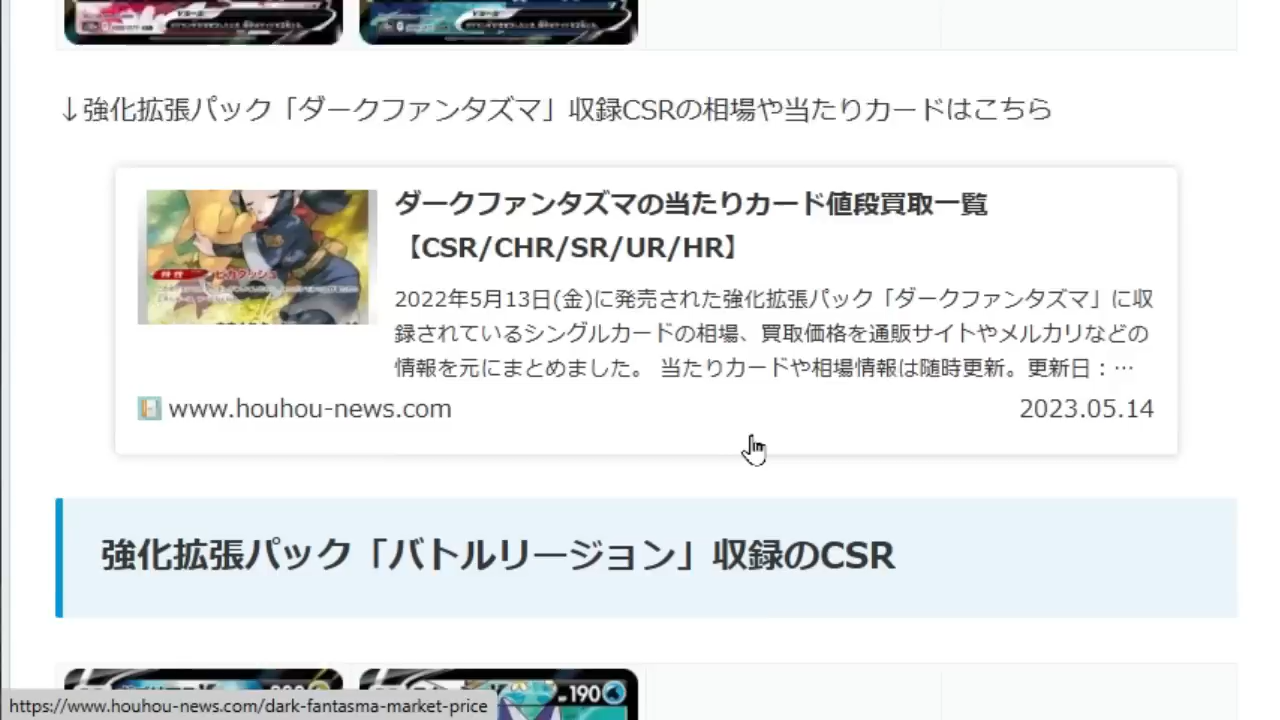 ↓強化拡張パック「ダークファンタズマ」収録CSRの相場や当たりカードはこちら
ダークファンタズマの当たりカード値段買取一覧
【CSR/CHR/SR/UR/HR】
特性 ピカダッシュ
2022年5月13日(金)に発売された強化拡張パック「ダークファンタズマ」に収
録されているシングルカードの相場、買取価格を通販サイトやメルカリなどの
情報を元にまとめました。 当たりカードや相場情報は随時更新。更新日：…
www.houhou-news.com
2023.05.14
強化拡張パック「バトルリージョン」収録のCSR
190
https://www.houhou-news.com/dark-fantasma-market-price